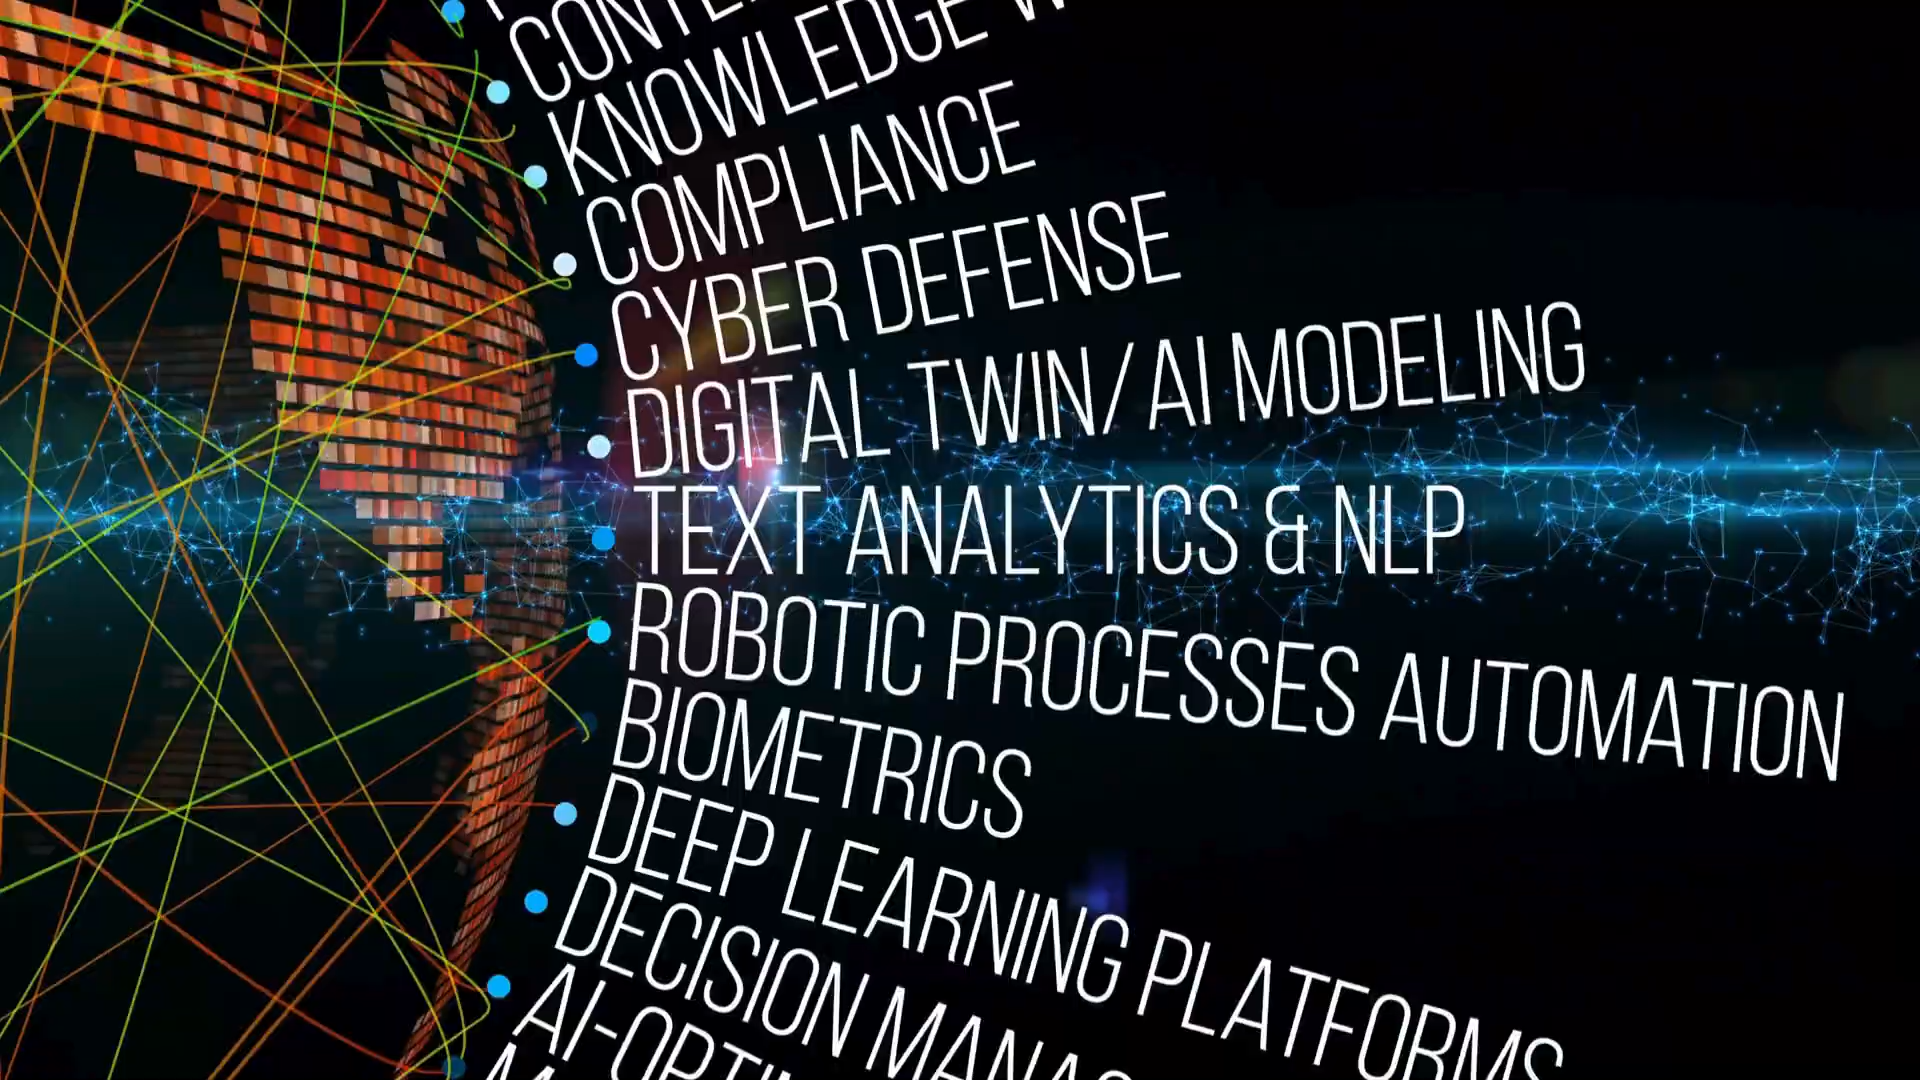 KNOWLEDGE
COMPLIANCE
CYBER DEFENSE
DIGITAL TWIN/AI MODELING
TEXT ANALYTICS & NLP
ROBOTIC PROCESSES AUTOMATION
BIOMETRICS
DEEP LEARNING PLATFORMS
DECISION